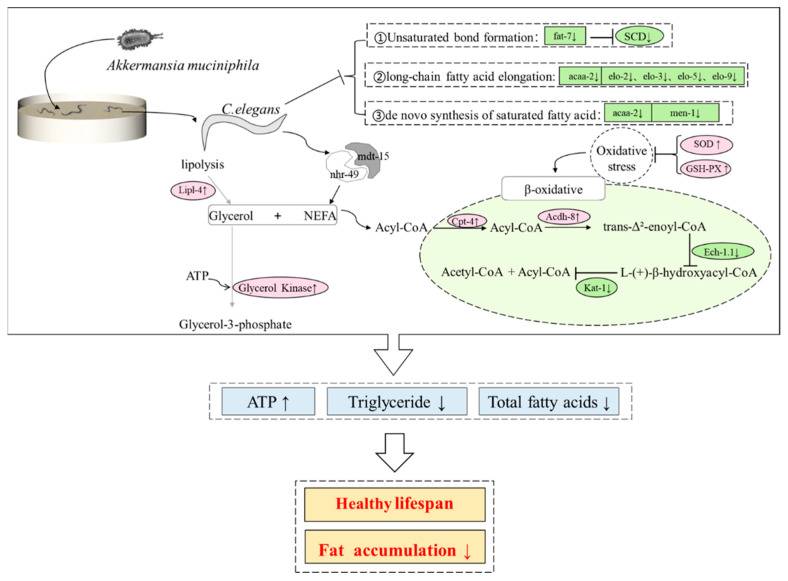 Akkermansia muciniphila
①Unsaturated bond formation:
fat-7↓
SCD↓
②long-chain fatty acid elongation:
acaa-2↓
elo-2↓、elo-3↓、elo-5↓、elo-9↓
③de novo synthesis of saturated fatty acid:
acaa-2↓
men-1↓
C.elegans
mdt-15
nhr-49
lipolysis
Lipl-4↑
Glycerol + NEFA
Oxidative
stress
SOD ↑
GSH-PX ↑
β-oxidative
Acyl-CoA
Cpt-4↑
Acyl-CoA
Acdh-8↑
trans-Δ²-enoyl-CoA
Ech-1.1↓
L-(+)-β-hydroxyacyl-CoA
Kat-1↓
Acetyl-CoA + Acyl-CoA
ATP
Glycerol Kinase↑
Glycerol-3-phosphate
ATP ↑
Triglyceride ↓
Total fatty acids ↓
Healthy lifespan
Fat accumulation ↓